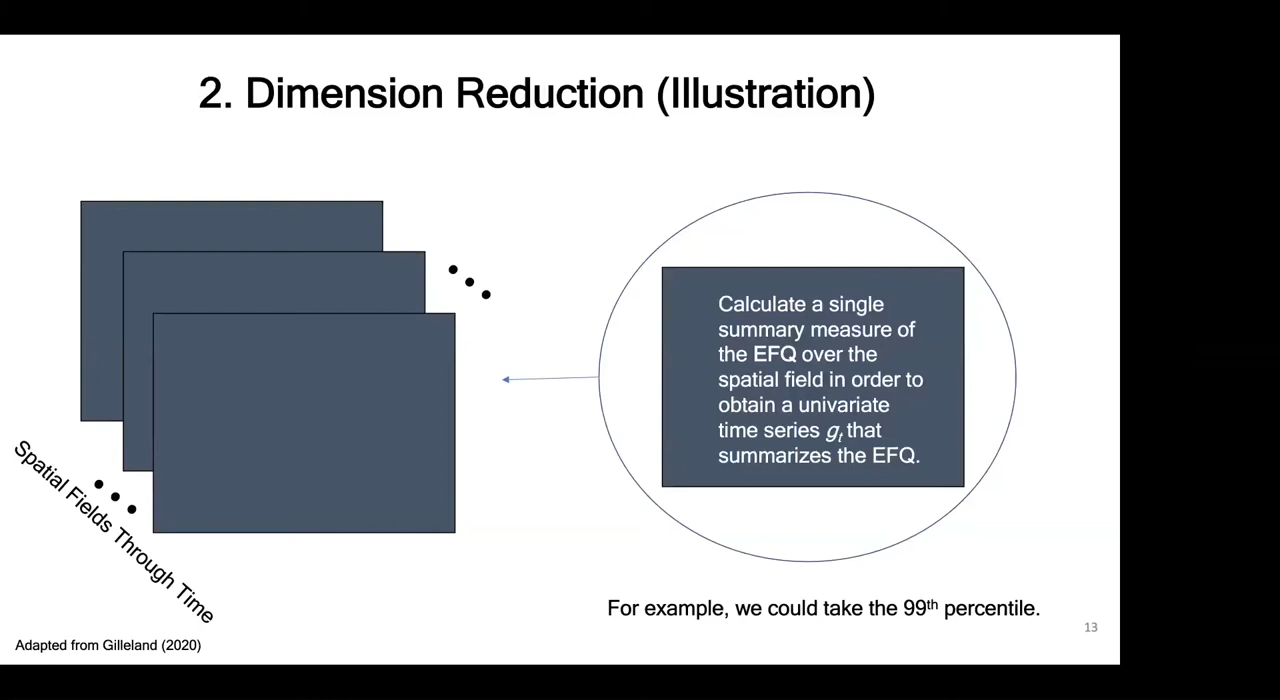 2. Dimension Reduction (Illustration)
Calculate a single
summary measure of
the EFQ over the
spatial field in order to
obtain a univariate
time series gt that
summarizes the EFQ.
Spatial Fields Through Time
For example, we could take the 99th percentile.
13
Adapted from Gilleland (2020)